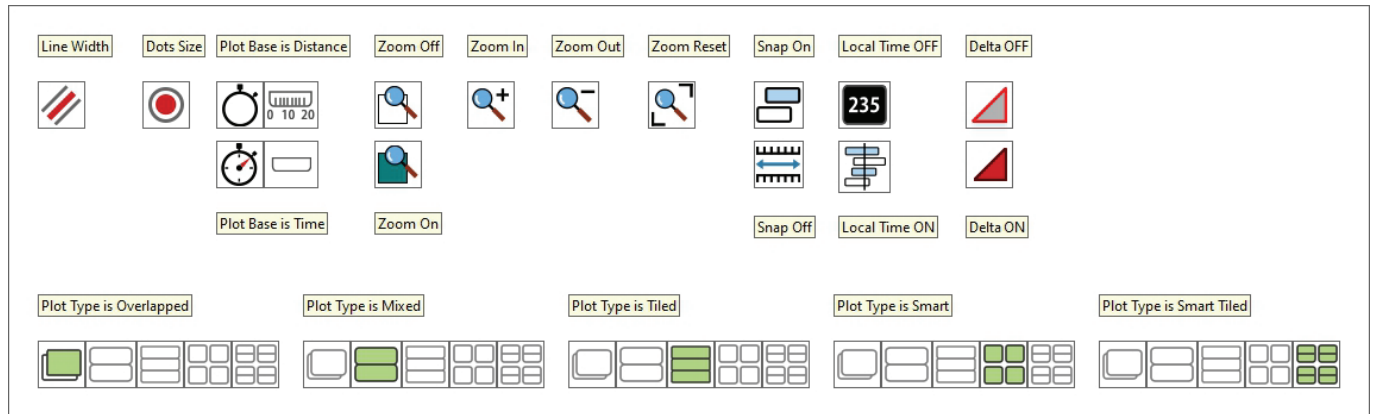 Line Width
Dots Size
Plot Base is Distance
Zoom Off
Zoom In
Zoom Out
Zoom Reset
Snap On
Local Time OFF
Delta OFF
0 10 20
235
Plot Base is Time
Zoom On
Snap Off
Local Time ON
Delta ON
Plot Type is Overlapped
Plot Type is Mixed
Plot Type is Tiled
Plot Type is Smart
Plot Type is Smart Tiled